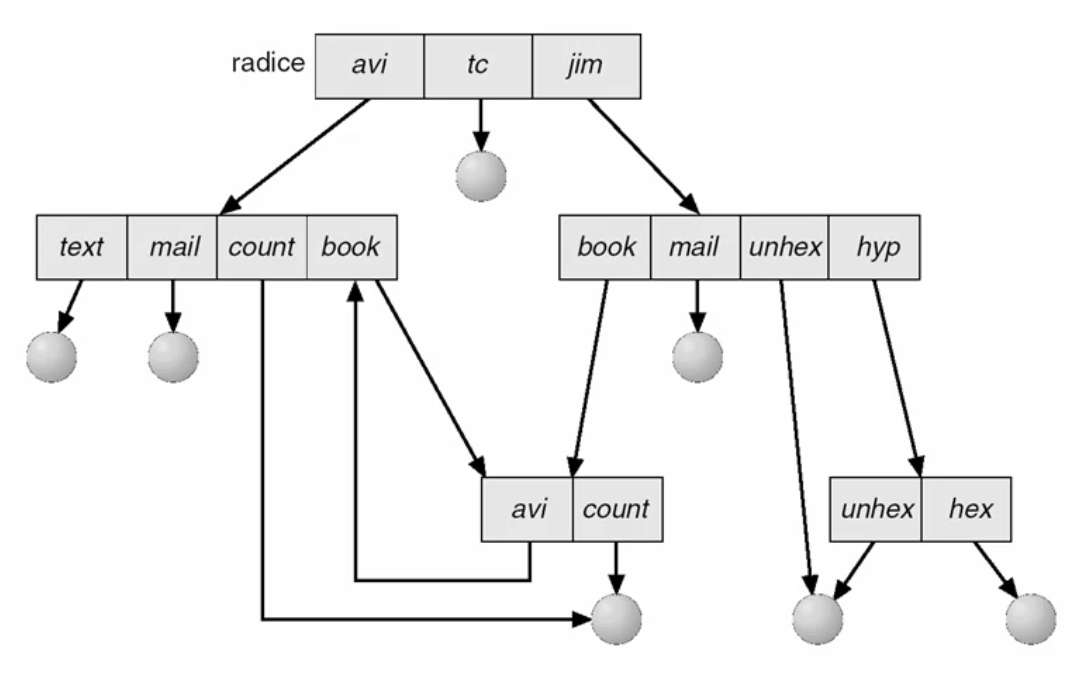 radice avi tc jim
text mail count book book mail unhex hyp
avi count unhex hex